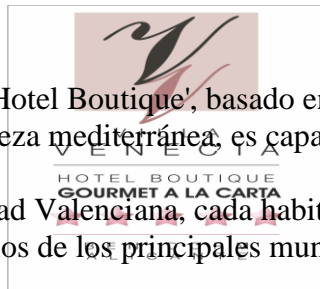 Hotel Boutique', basado en
eza mediterránea, es capa
VENECIA
HOTEL BOUTIQUE
GOURMET A LA CARTA
ad Valenciana, cada habit
os de los principales mun